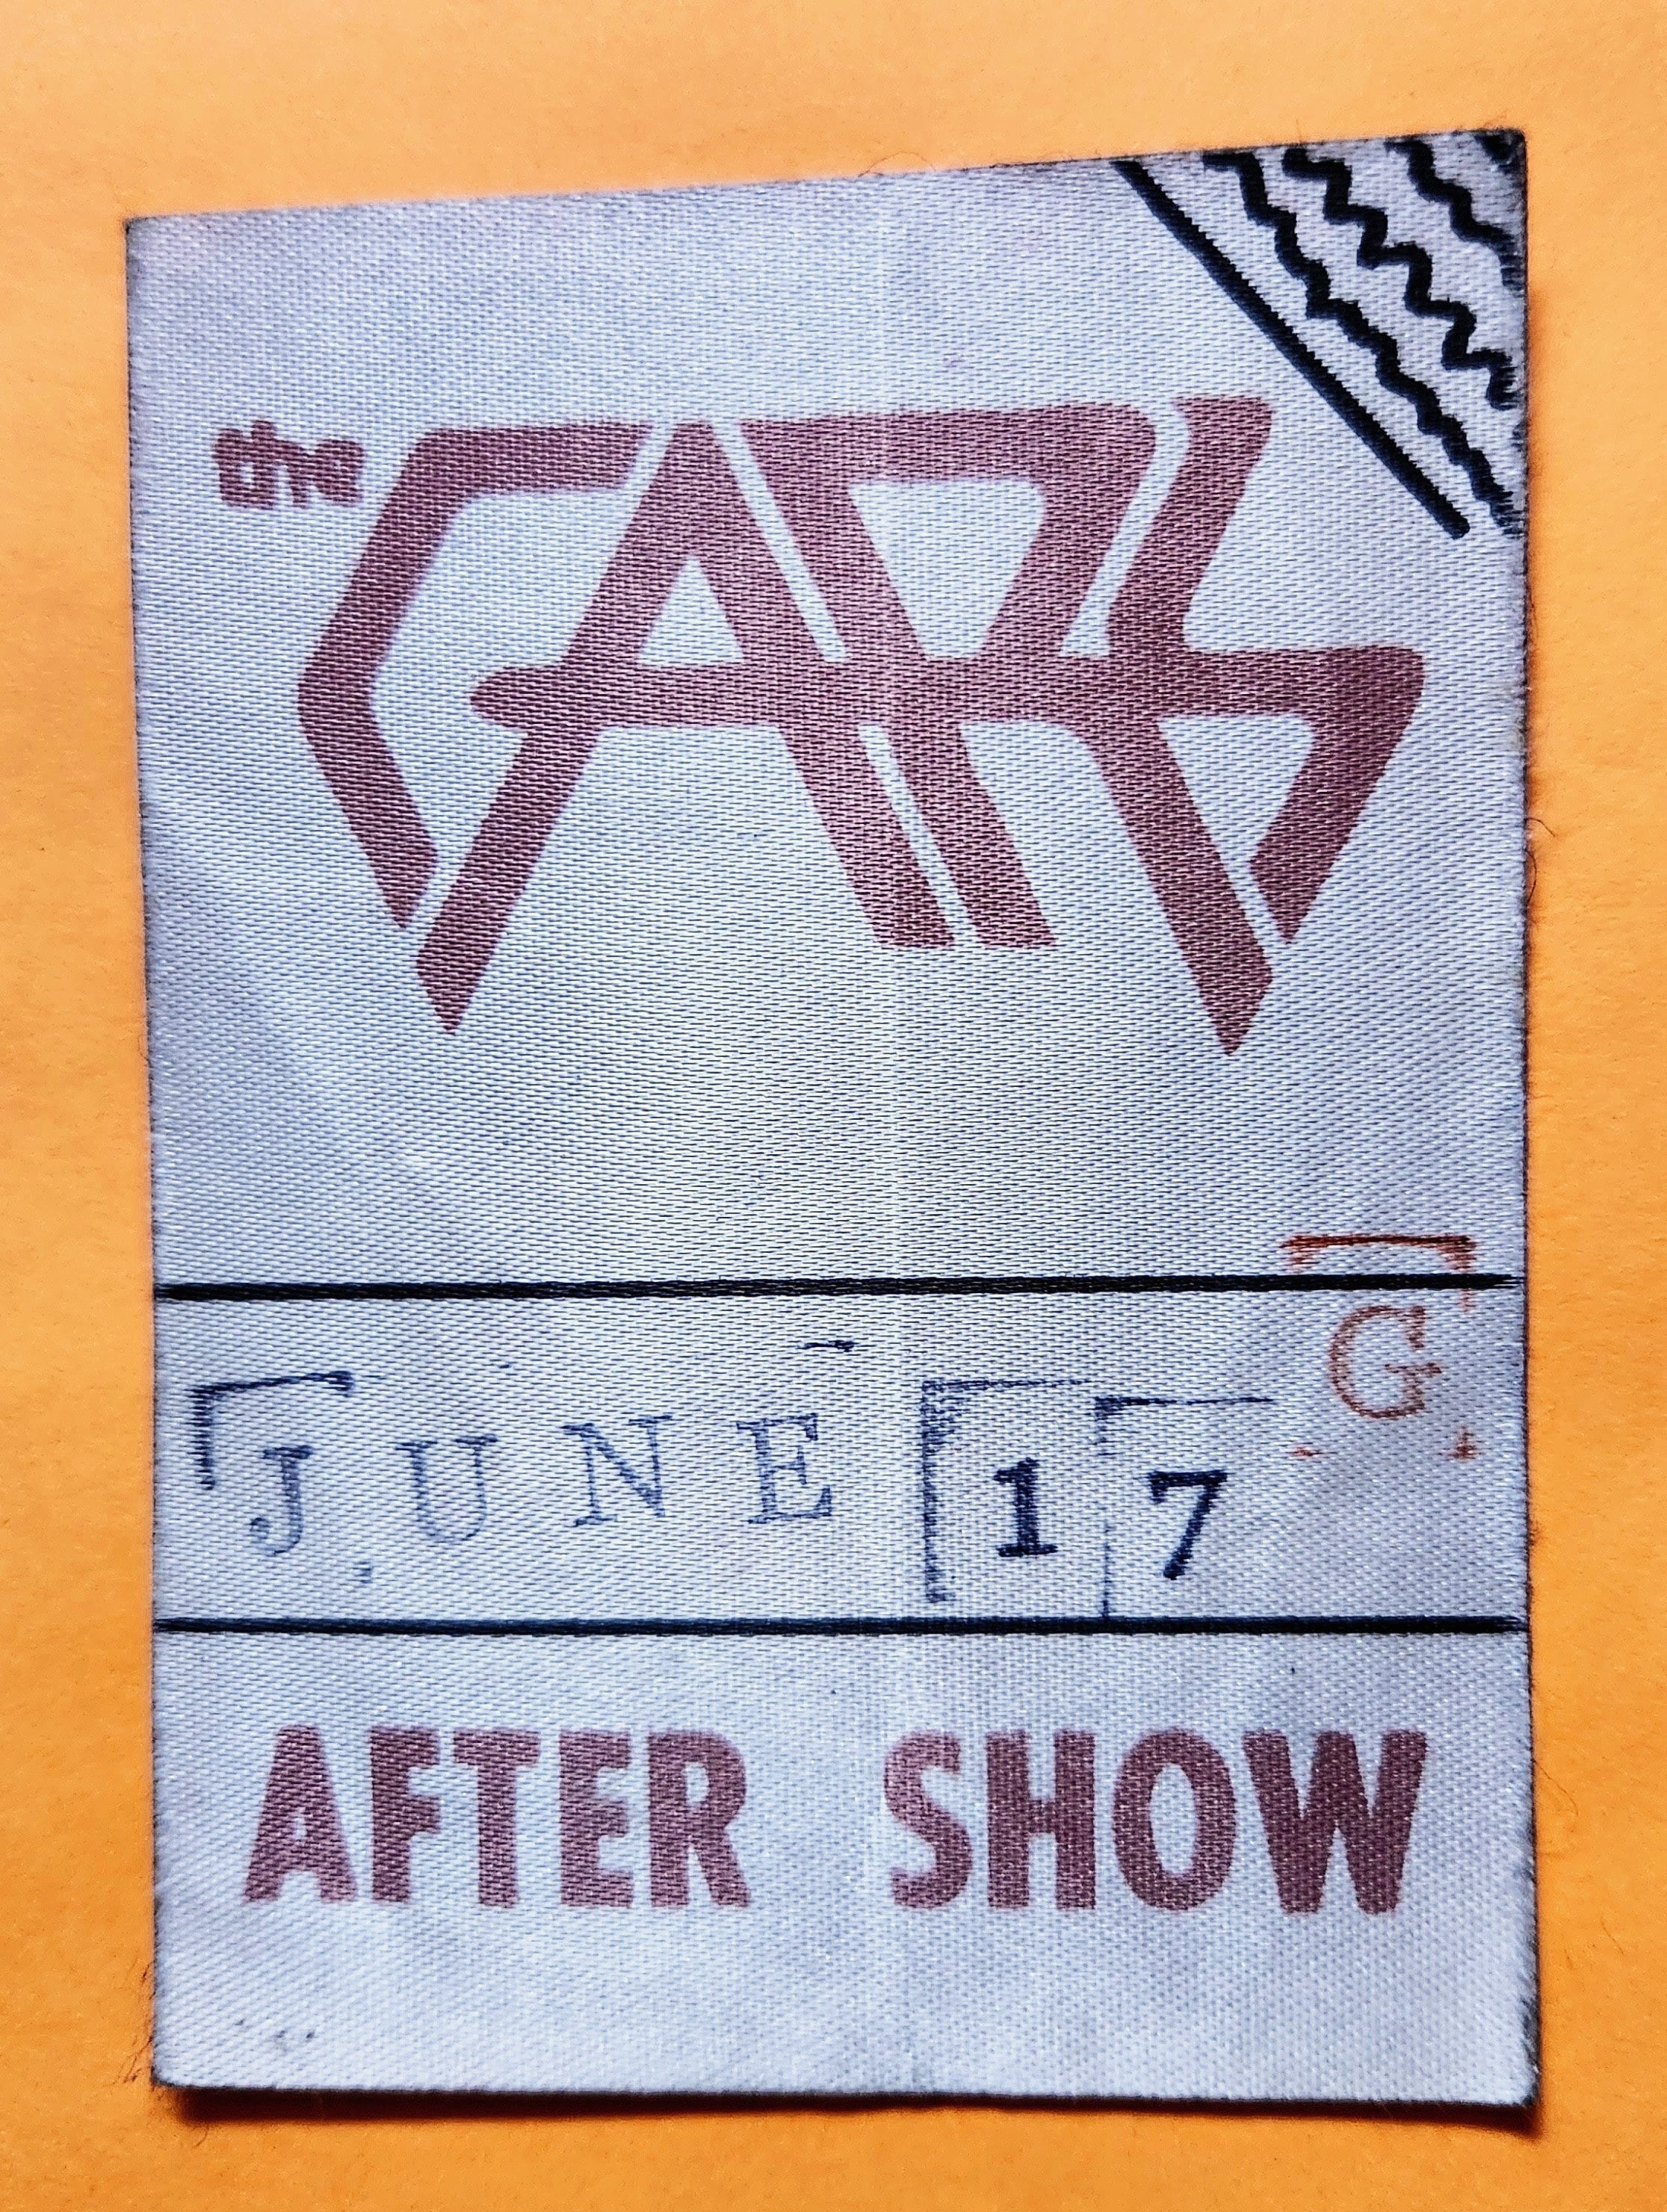 the CARS
G
JUNE 17
AFTER SHOW